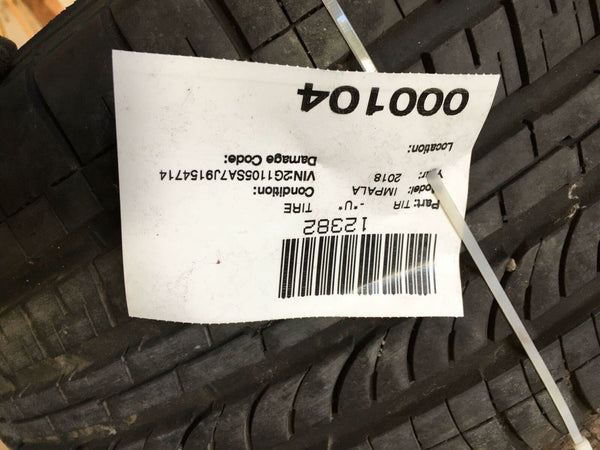 12382
Part: TIR -"U" TIRE
Model: IMPALA Condition:
Year: 2018 VIN2G1105SA7J9154714
Location: Damage Code:
000104